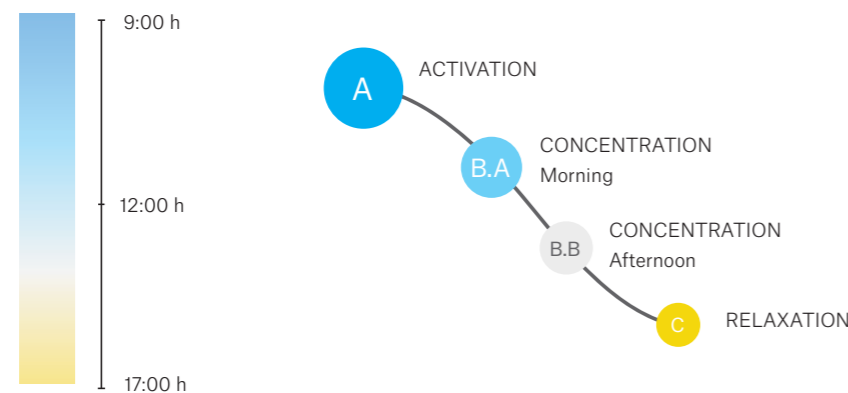 9:00 h
A
ACTIVATION
B.A
CONCENTRATION
Morning
12:00 h
B.B
CONCENTRATION
Afternoon
C
RELAXATION
17:00 h